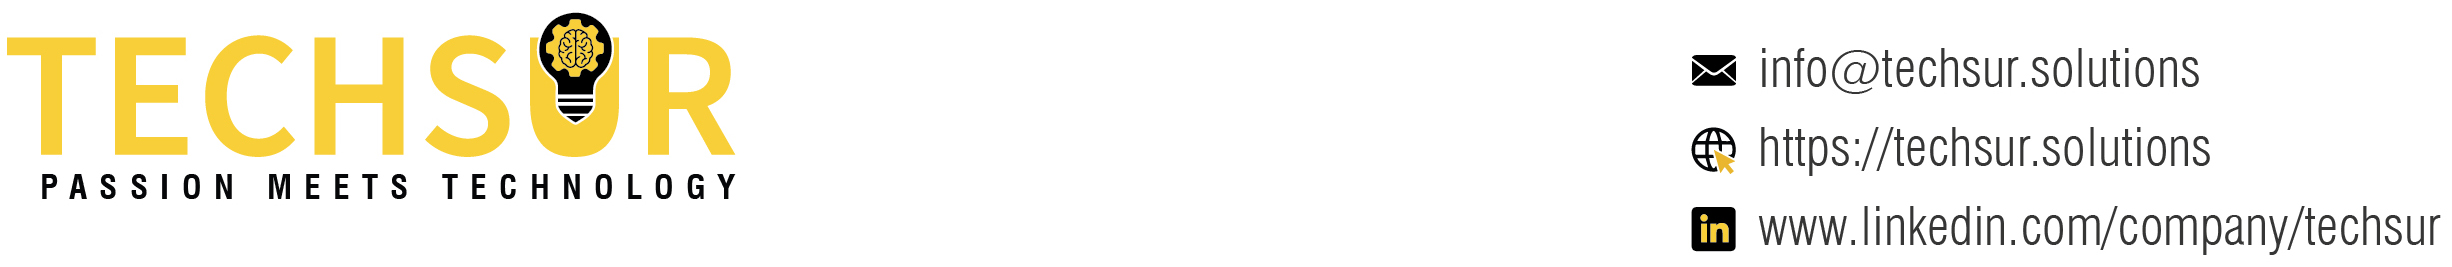 TECHSUR
PASSION MEETS TECHNOLOGY
info@techsur.solutions
https://techsur.solutions
in
www.linkedin.com/company/techsur